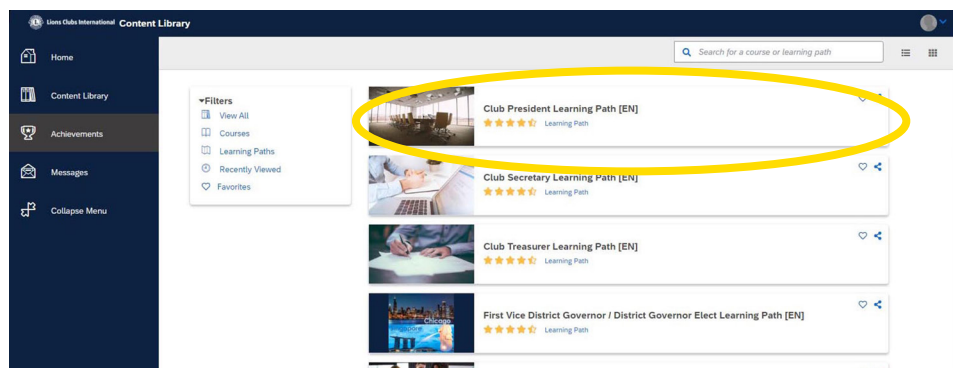 Lions Clubs International Content Library
Home
Content Library
Achievements
Messages
Collapse Menu
Search for a course or learning path
Filters
View All
Courses
Learning Paths
Recently Viewed
Favorites
Club President Learning Path [EN]
Learning Path
Club Secretary Learning Path [EN]
Learning Path
Club Treasurer Learning Path [EN]
Learning Path
Chicago
First Vice District Governor / District Governor Elect Learning Path [EN]
Learning Path